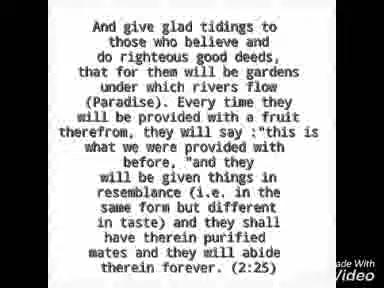 And give glad tidings to
those who believe and
do righteous good deeds,
that for them will be gardens
under which rivers flow
(Paradise). Every time they
will be provided with a fruit
therefrom, they will say :"this is
what we were provided with
before, "and they
will be given things in
resemblance (i.e. in the
same form but different
in taste) and they shall
have therein purified
mates and they will abide
therein forever. (2:25)
ade With
Video